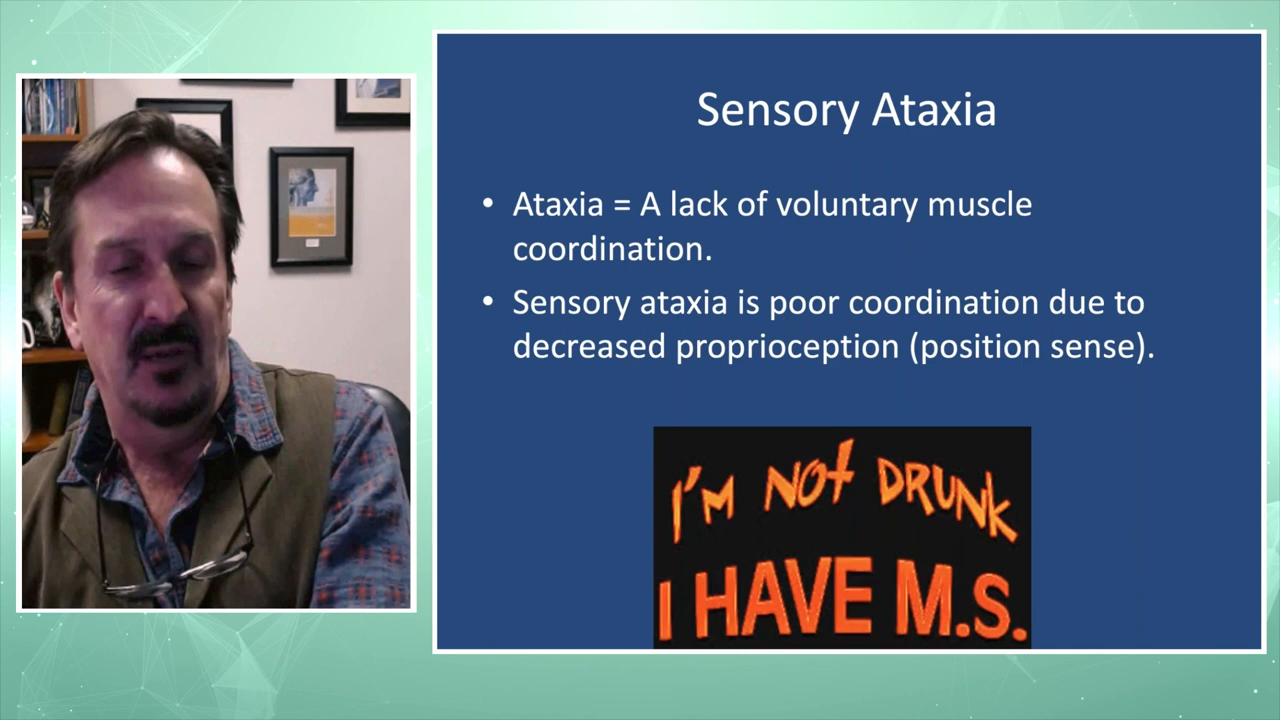 Sensory Ataxia
• Ataxia = A lack of voluntary muscle
coordination.
• Sensory ataxia is poor coordination due to
decreased proprioception (position sense).
I'M NOT DRUNK
I HAVE M.S.